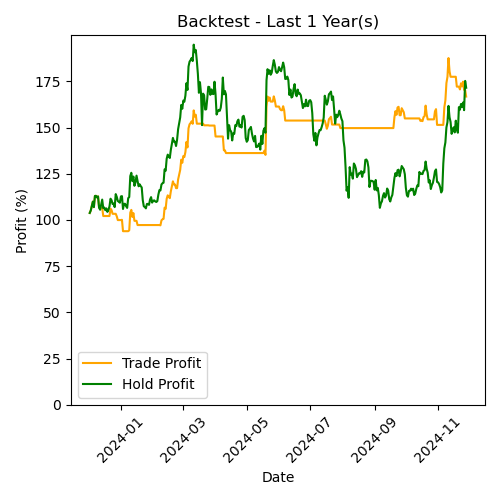 Backtest - Last 1 Year(s)
Profit (%)
175
150
125
100
75
50
25
0
Trade Profit
Hold Profit
2024-01
2024-03
2024-05
2024-07
2024-09
2024-11
Date